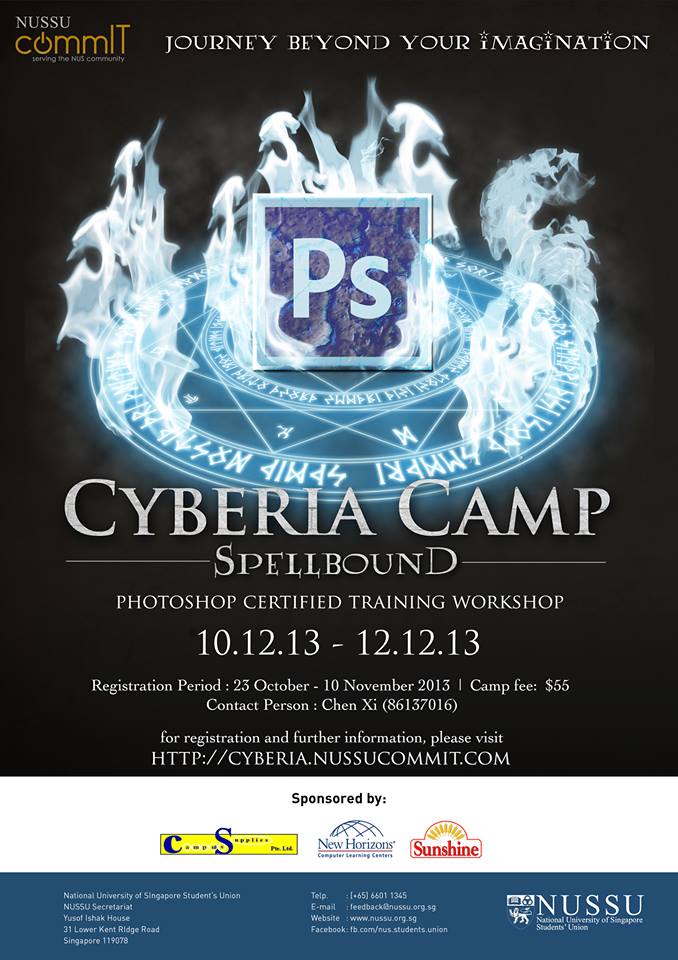 NUSSU
commIT
serving the NUS community
JOURNEY BEYOND YOUR IMAGINATION
Ps
CYBERIA CAMP
SPELLBOUND
PHOTOSHOP CERTIFIED TRAINING WORKSHOP
10.12.13 - 12.12.13
Registration Period : 23 October - 10 November 2013 | Camp fee: $55
Contact Person : Chen Xi (86137016)
for registration and further information, please visit
HTTP://CYBERIA.NUSSUCOMMIT.COM
Sponsored by:
Campus Supplies Pte. Ltd.
New Horizons®
Computer Learning Centers
Sunshine
National University of SIngapore Student's Union
NUSSU Secretariat
Yusof Ishak House
31 Lower Kent RIdge Road
Singapore 119078
Telp. : (+65) 6601 1345
E-mail : feedback@nussu.org.sg
Website : www.nussu.org.sg
Facebook : fb.com/nus.students.union
NUSSU
National University of Singapore
Students' Union